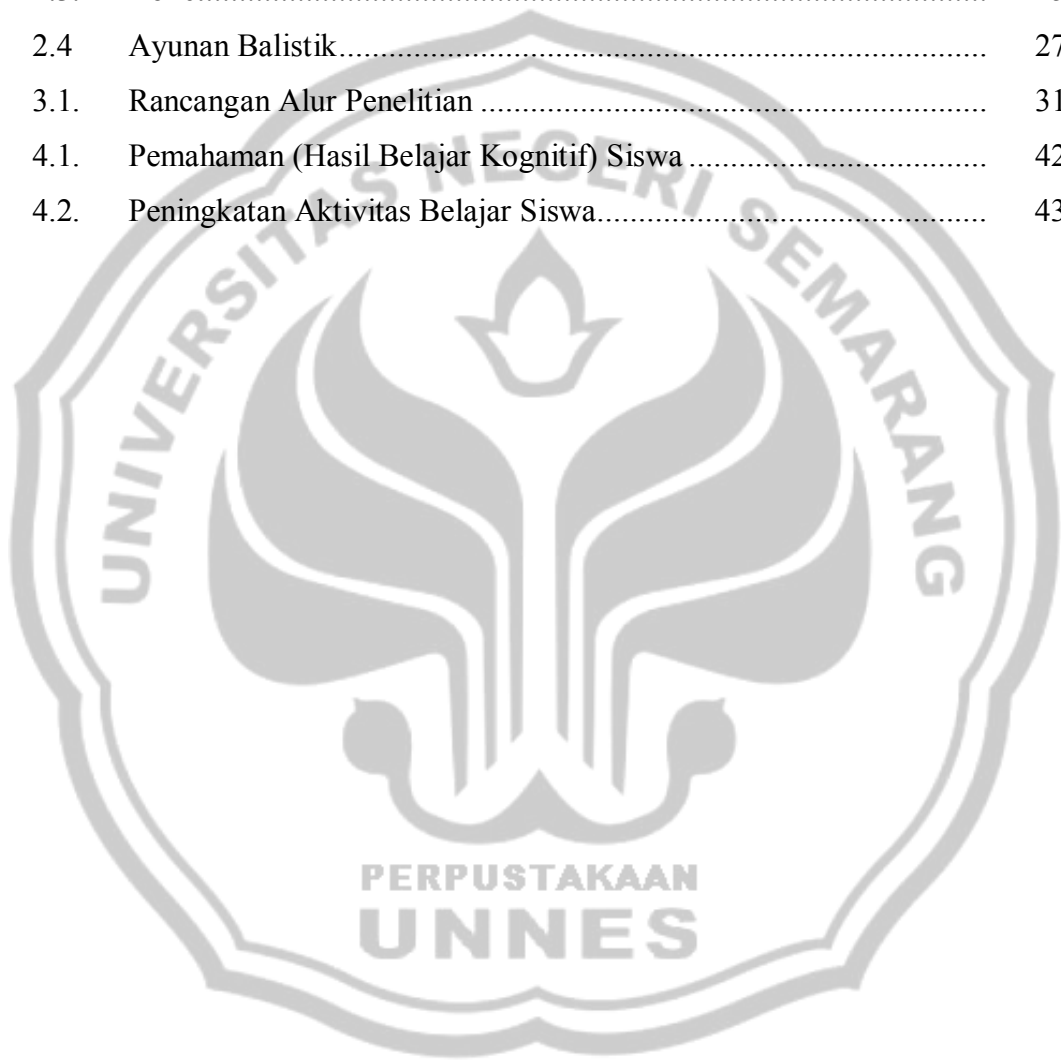 2.4 Ayunan Balistik.......................................................................................... 27
3.1. Rancangan Alur Penelitian ...................................................................... 31
4.1. Pemahaman (Hasil Belajar Kognitif) Siswa ......................................... 42
4.2. Peningkatan Aktivitas Belajar Siswa...................................................... 43
UNIVERSITAS NEGERI SEMARANG
PERPUSTAKAAN
UNNES